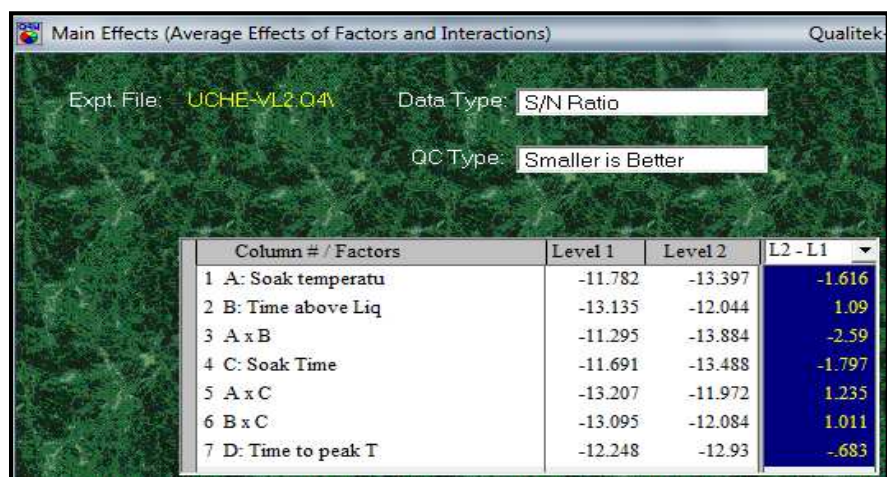 Main Effects (Average Effects of Factors and Interactions) Qualitek-
Expt. File: UCHE-VL2.Q4\ Data Type: S/N Ratio
QC Type: Smaller is Better
Column # / Factors Level 1 Level 2 L2 - L1
1 A: Soak temperatu -11.782 -13.397 -1.616
2 B: Time above Liq -13.135 -12.044 1.09
3 A x B -11.295 -13.884 -2.59
4 C: Soak Time -11.691 -13.488 -1.797
5 A x C -13.207 -11.972 1.235
6 B x C -13.095 -12.084 1.011
7 D: Time to peak T -12.248 -12.93 -.683